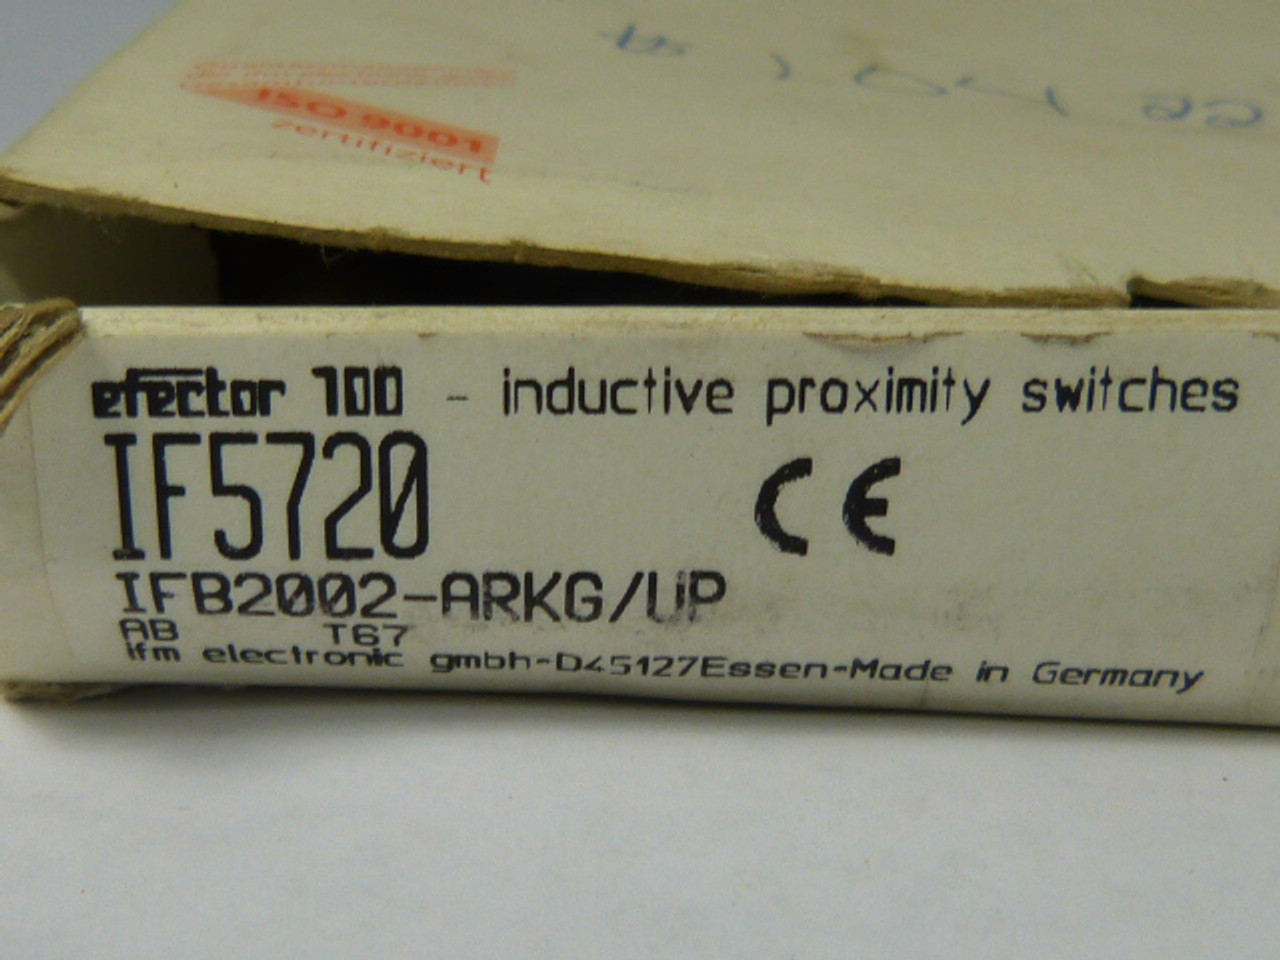 ISO 9001
zertifiziert
efector 100 - inductive proximity switches
IF5720
CE
IFB2002-ARKG/UP
AB T67
ifm electronic gmbh-D45127Essen-Made in Germany